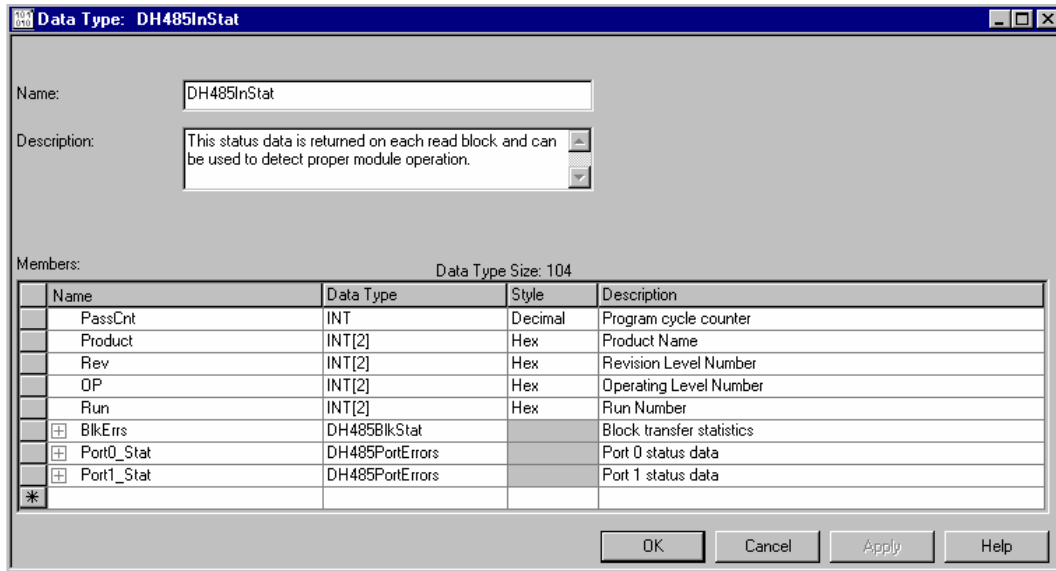 Data Type: DH485InStat
Name: DH485InStat
Description: This status data is returned on each read block and can
be used to detect proper module operation.
Members: Data Type Size: 104
Name Data Type Style Description
PassCnt INT Decimal Program cycle counter
Product INT[2] Hex Product Name
Rev INT[2] Hex Revision Level Number
OP INT[2] Hex Operating Level Number
Run INT[2] Hex Run Number
BlkErrs DH485BlkStat Block transfer statistics
Port0_Stat DH485PortErrors Port 0 status data
Port1_Stat DH485PortErrors Port 1 status data
OK Cancel Apply Help